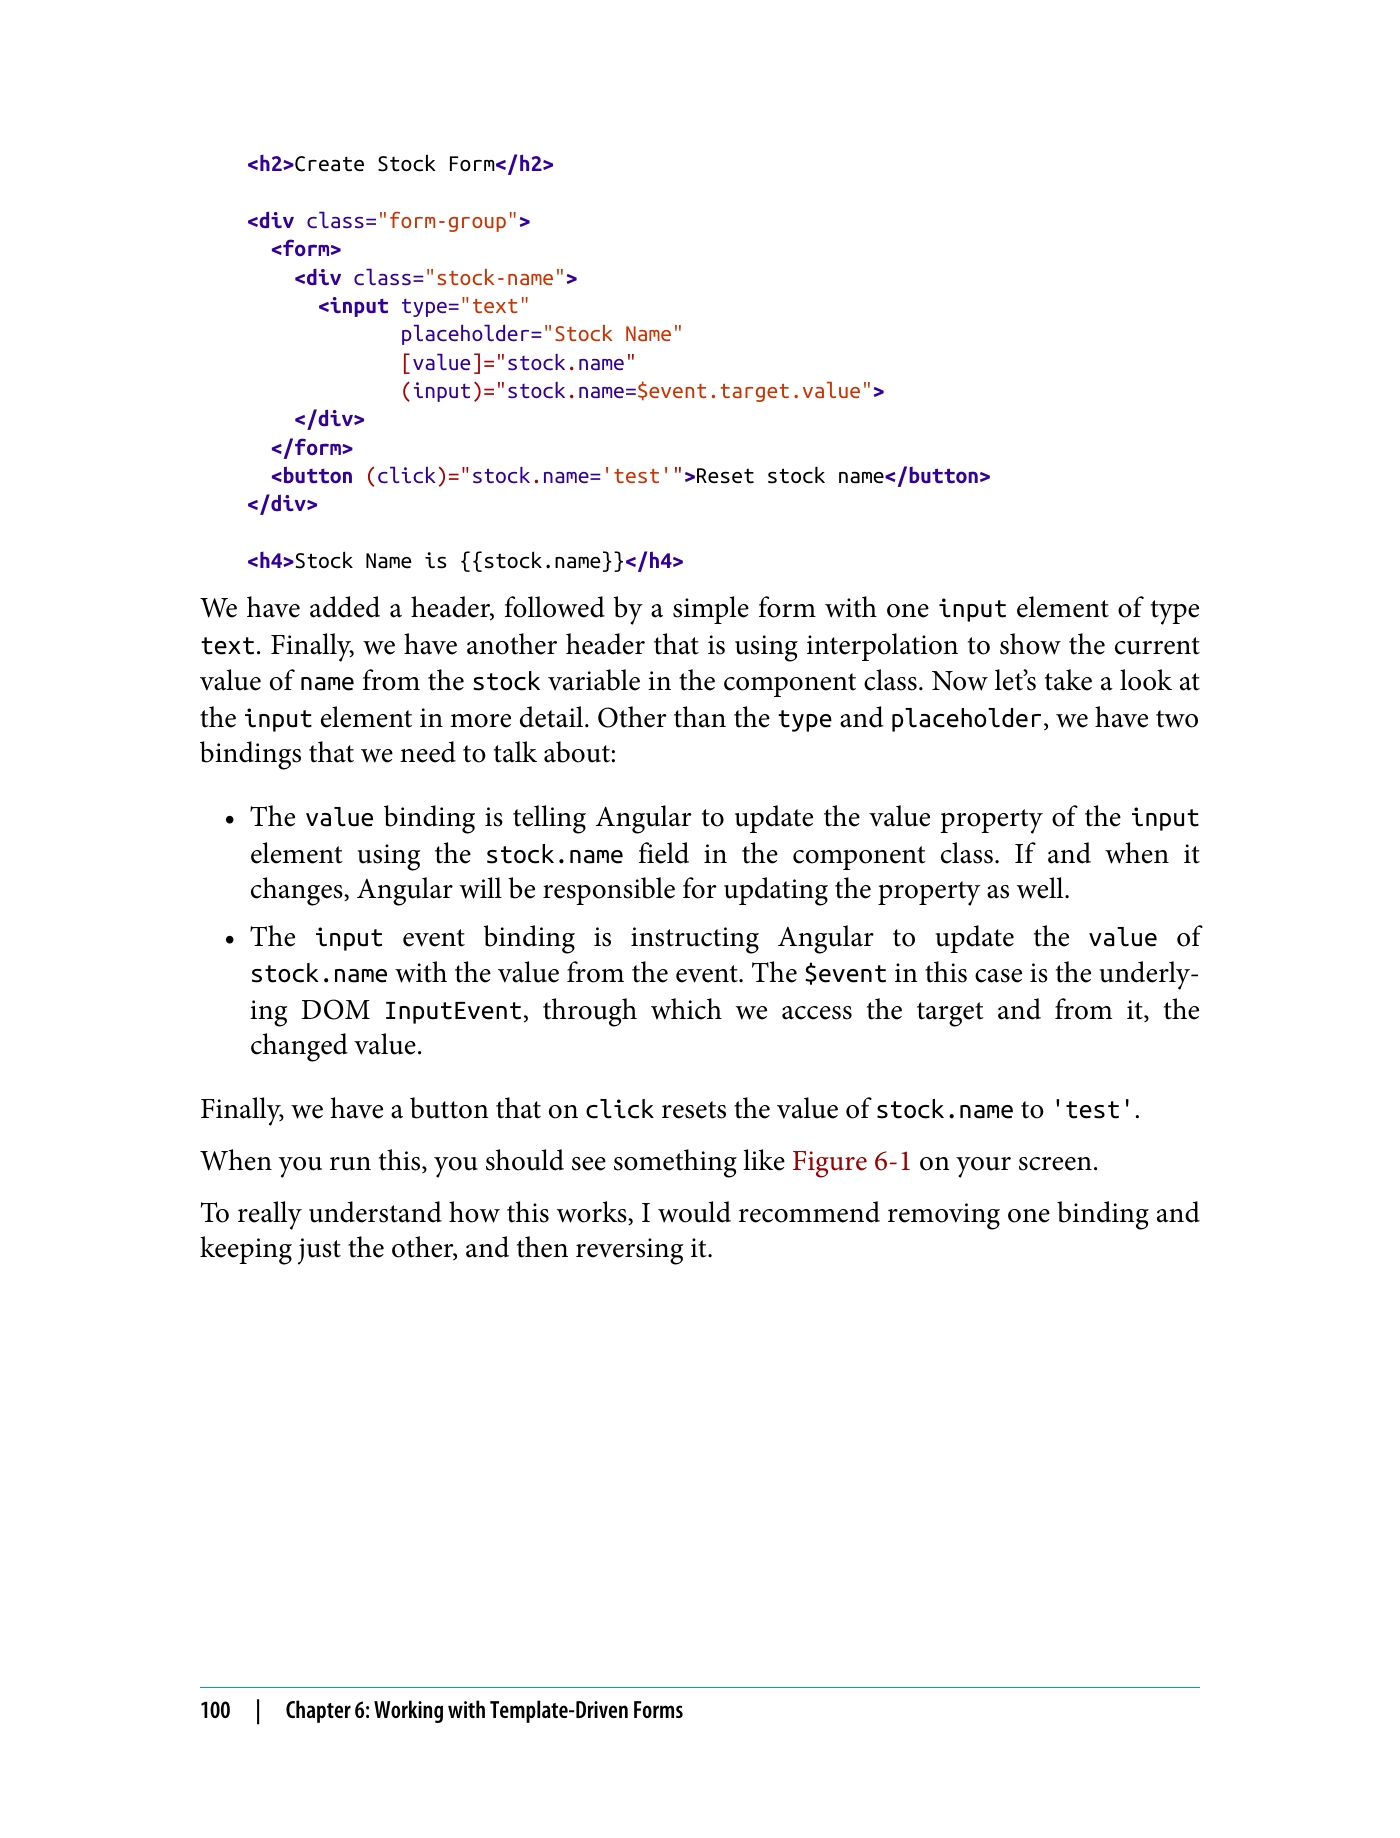 <h2>Create Stock Form</h2>

<div class="form-group">
  <form>
    <div class="stock-name">
      <input type="text"
             placeholder="Stock Name"
             [value]="stock.name"
             (input)="stock.name=$event.target.value">
    </div>
  </form>
  <button (click)="stock.name='test'">Reset stock name</button>
</div>

<h4>Stock Name is {{stock.name}}</h4>
We have added a header, followed by a simple form with one input element of type
text. Finally, we have another header that is using interpolation to show the current
value of name from the stock variable in the component class. Now let’s take a look at
the input element in more detail. Other than the type and placeholder, we have two
bindings that we need to talk about:
• The value binding is telling Angular to update the value property of the input
element using the stock.name field in the component class. If and when it
changes, Angular will be responsible for updating the property as well.
• The input event binding is instructing Angular to update the value of
stock.name with the value from the event. The $event in this case is the underly-
ing DOM InputEvent, through which we access the target and from it, the
changed value.
Finally, we have a button that on click resets the value of stock.name to 'test'.
When you run this, you should see something like Figure 6-1 on your screen.
To really understand how this works, I would recommend removing one binding and
keeping just the other, and then reversing it.
100 | Chapter 6: Working with Template-Driven Forms